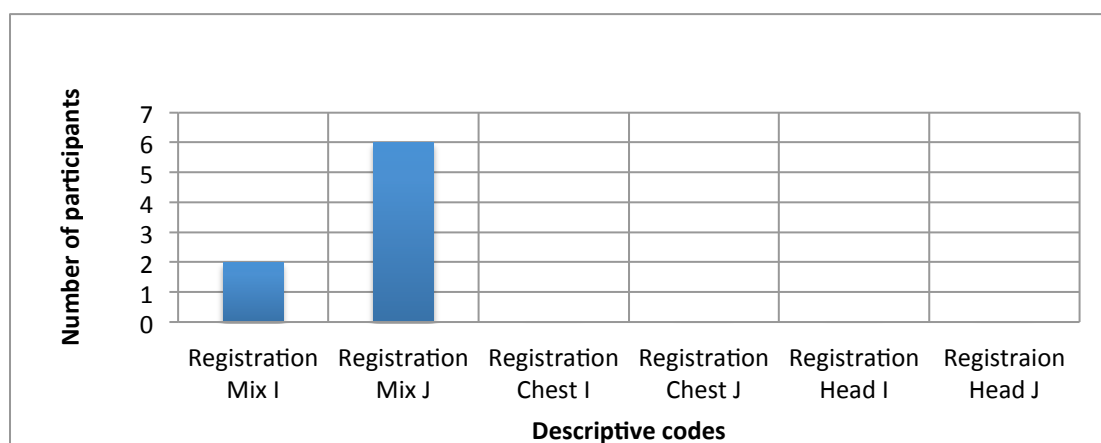 Number of participants
7
6
5
4
3
2
1
0
Registration Mix I
Registration Mix J
Registration Chest I
Registration Chest J
Registration Head I
Registraion Head J
Descriptive codes